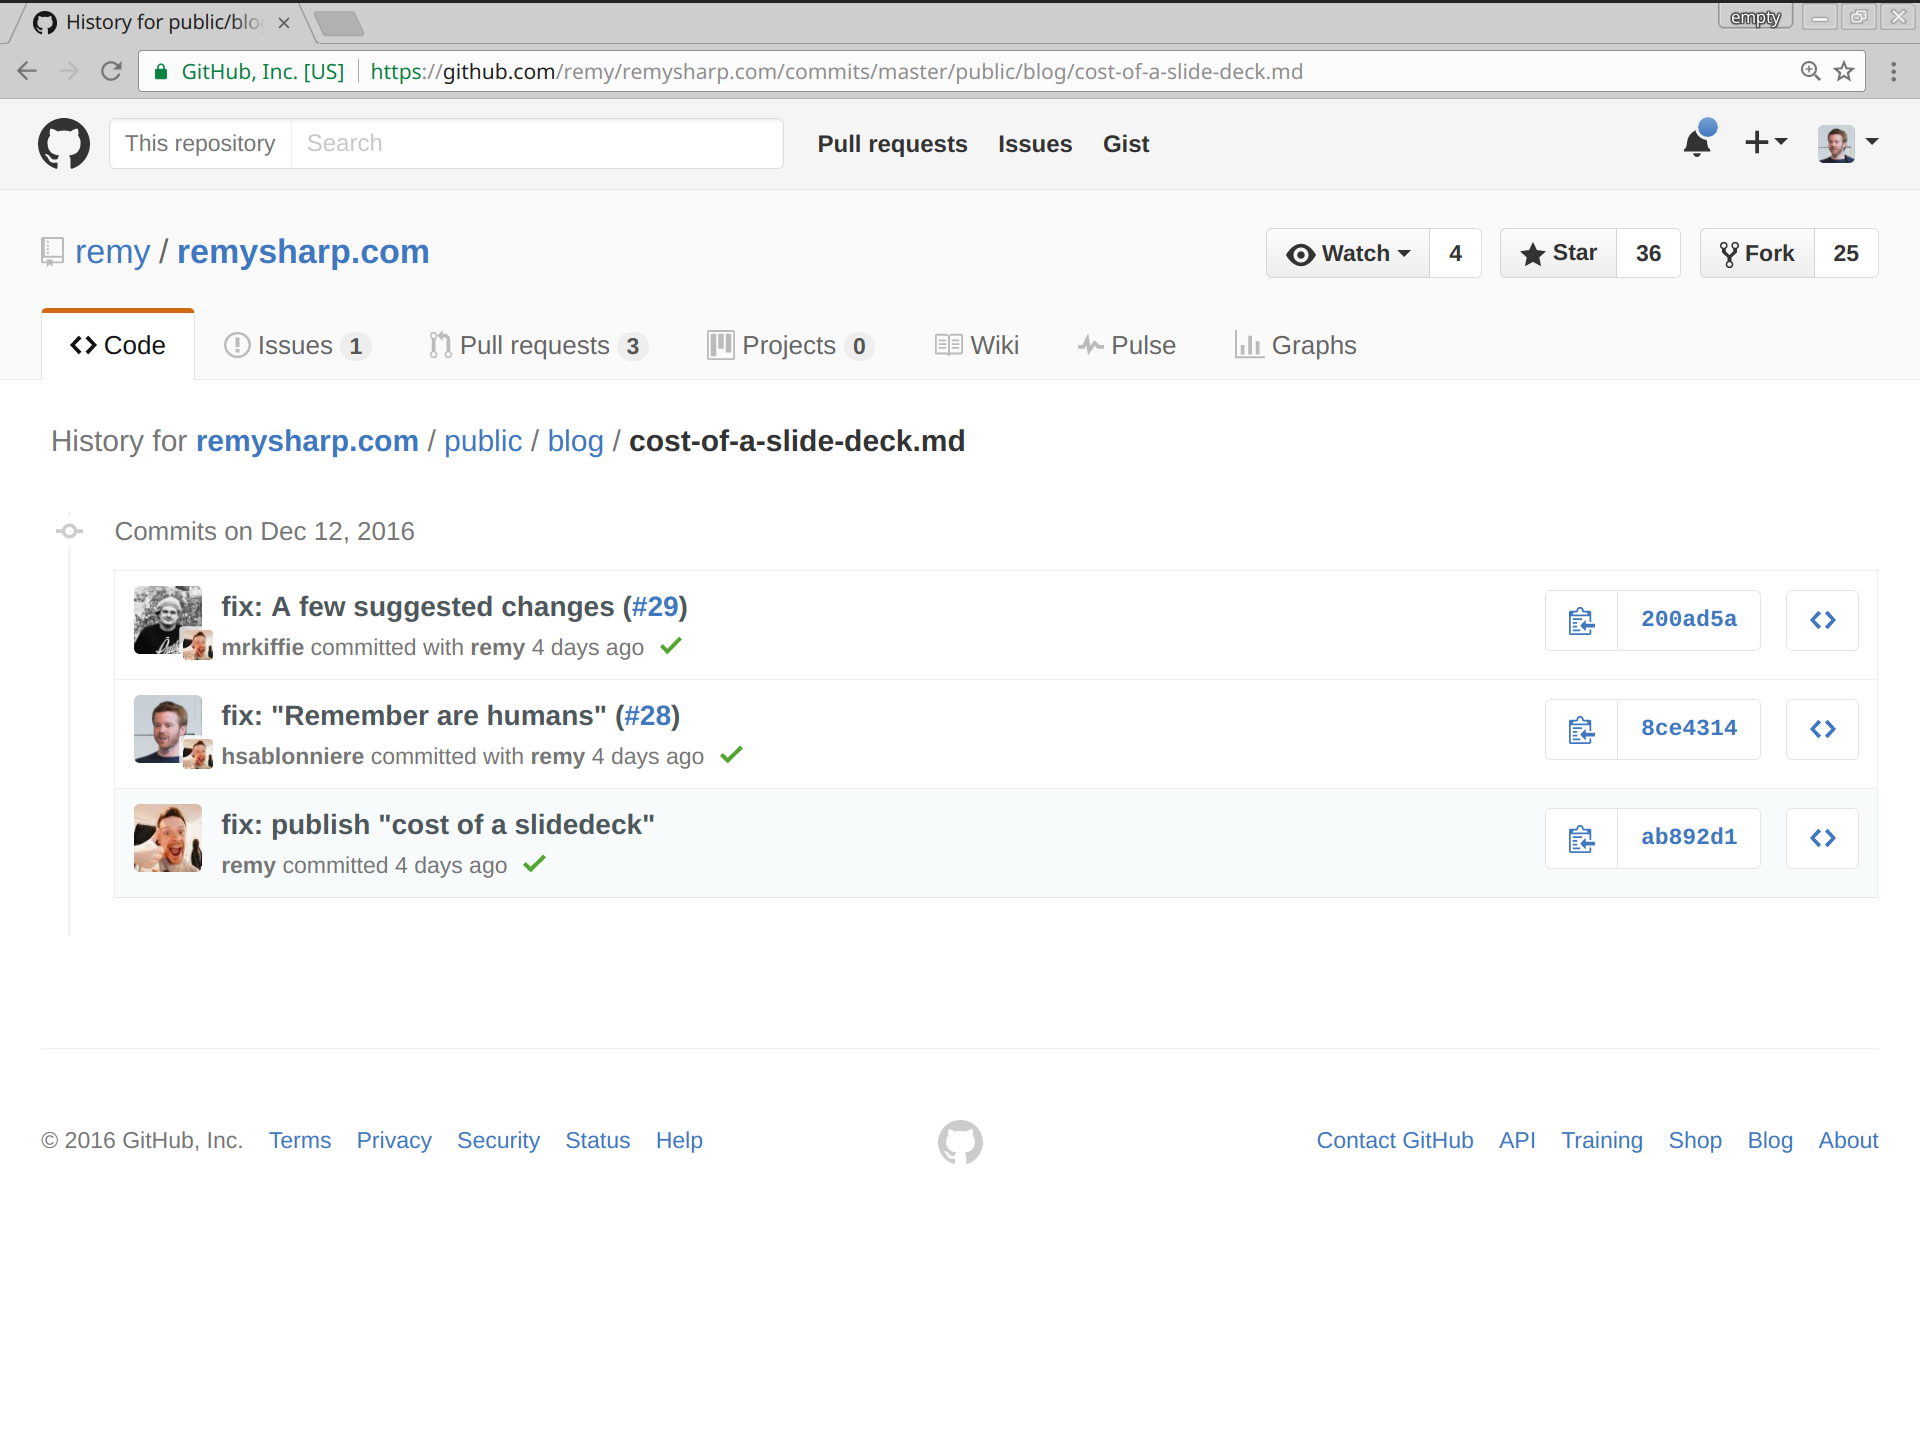 History for public/blo
empty
GitHub, Inc. [US] https://github.com/remy/remysharp.com/commits/master/public/blog/cost-of-a-slide-deck.md
This repository Search Pull requests Issues Gist
remy / remysharp.com Watch 4 Star 36 Fork 25
Code Issues 1 Pull requests 3 Projects 0 Wiki Pulse Graphs
History for remysharp.com / public / blog / cost-of-a-slide-deck.md
Commits on Dec 12, 2016
fix: A few suggested changes (#29)
mrkiffie committed with remy 4 days ago
200ad5a
fix: "Remember are humans" (#28)
hsablonniere committed with remy 4 days ago
8ce4314
fix: publish "cost of a slidedeck"
remy committed 4 days ago
ab892d1
© 2016 GitHub, Inc. Terms Privacy Security Status Help Contact GitHub API Training Shop Blog About